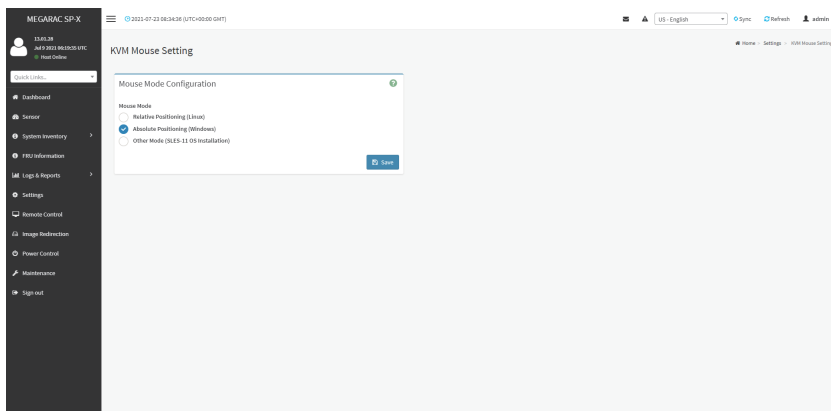 MEGARAC SP-X
2021-07-23 08:34:36 (UTC+00:00 GMT)
US - English
Sync
Refresh
admin
13.01.26
Jul 9 2021 06:19:55 UTC
Host Online
Quick Links...
Dashboard
Sensor
System Inventory
FRU Information
Logs & Reports
Settings
Remote Control
Image Redirection
Power Control
Maintenance
Sign out
KVM Mouse Setting
Home
Settings
KVM Mouse Setting
Mouse Mode Configuration
Mouse Mode
Relative Positioning (Linux)
Absolute Positioning (Windows)
Other Mode (SLES-11 OS Installation)
Save